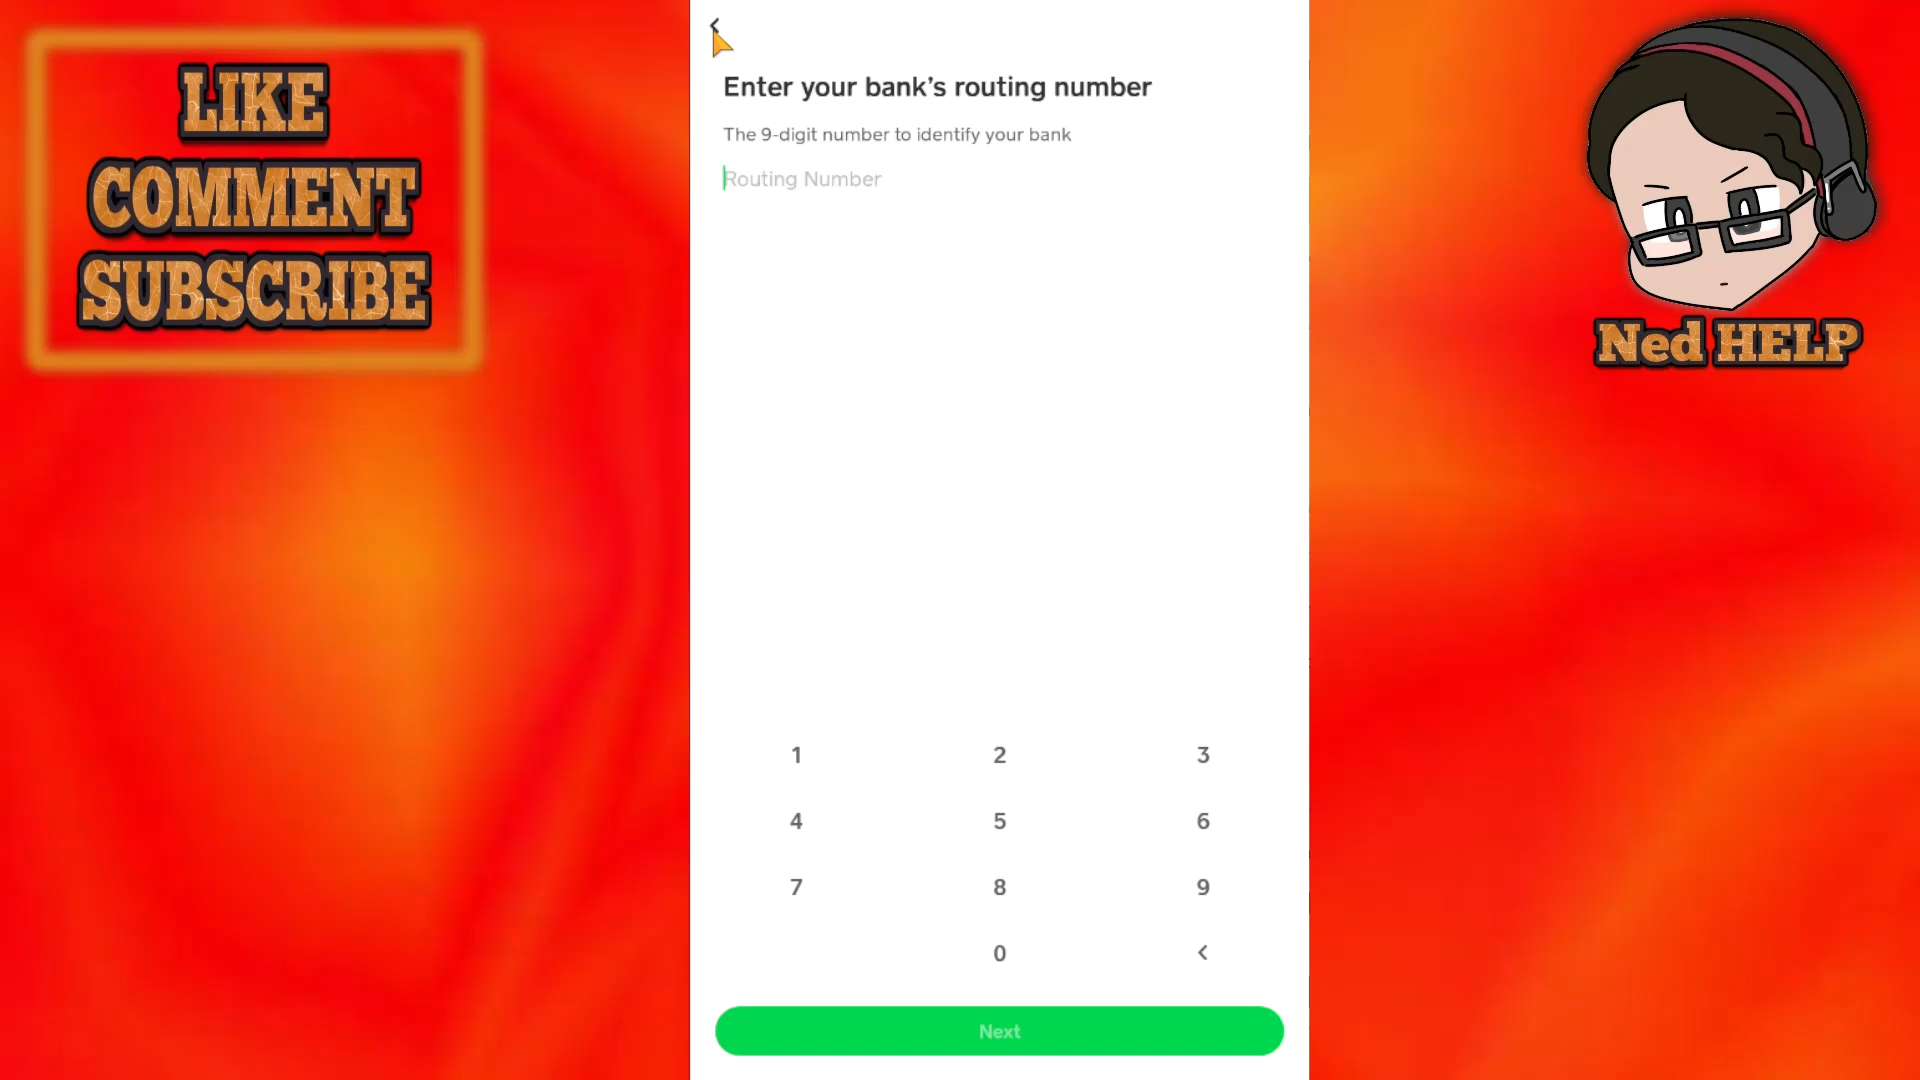 LIKE
COMMENT
SUBSCRIBE
Enter your bank’s routing number
The 9-digit number to identify your bank
Routing Number
1 2 3
4 5 6
7 8 9
0
Next
Ned HELP